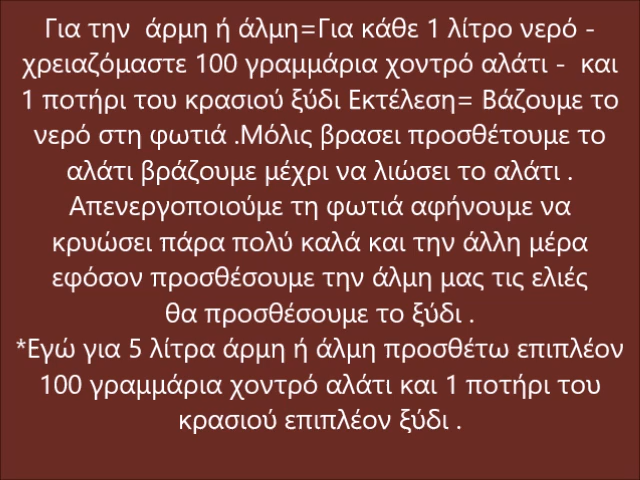 Για την  άρμη ή άλμη=Για κάθε 1 λίτρο νερό -
χρειαζόμαστε 100 γραμμάρια χοντρό αλάτι -  και
1 ποτήρι του κρασιού ξύδι Εκτέλεση= Βάζουμε το
νερό στη φωτιά .Μόλις βρασει προσθέτουμε το
αλάτι βράζουμε μέχρι να λιώσει το αλάτι .
Απενεργοποιούμε τη φωτιά αφήνουμε να
κρυώσει πάρα πολύ καλά και την άλλη μέρα
εφόσον προσθέσουμε την άλμη μας τις ελιές
θα προσθέσουμε το ξύδι .
*Εγώ για 5 λίτρα άρμη ή άλμη προσθέτω επιπλέον
100 γραμμάρια χοντρό αλάτι και 1 ποτήρι του
κρασιού επιπλέον ξύδι .